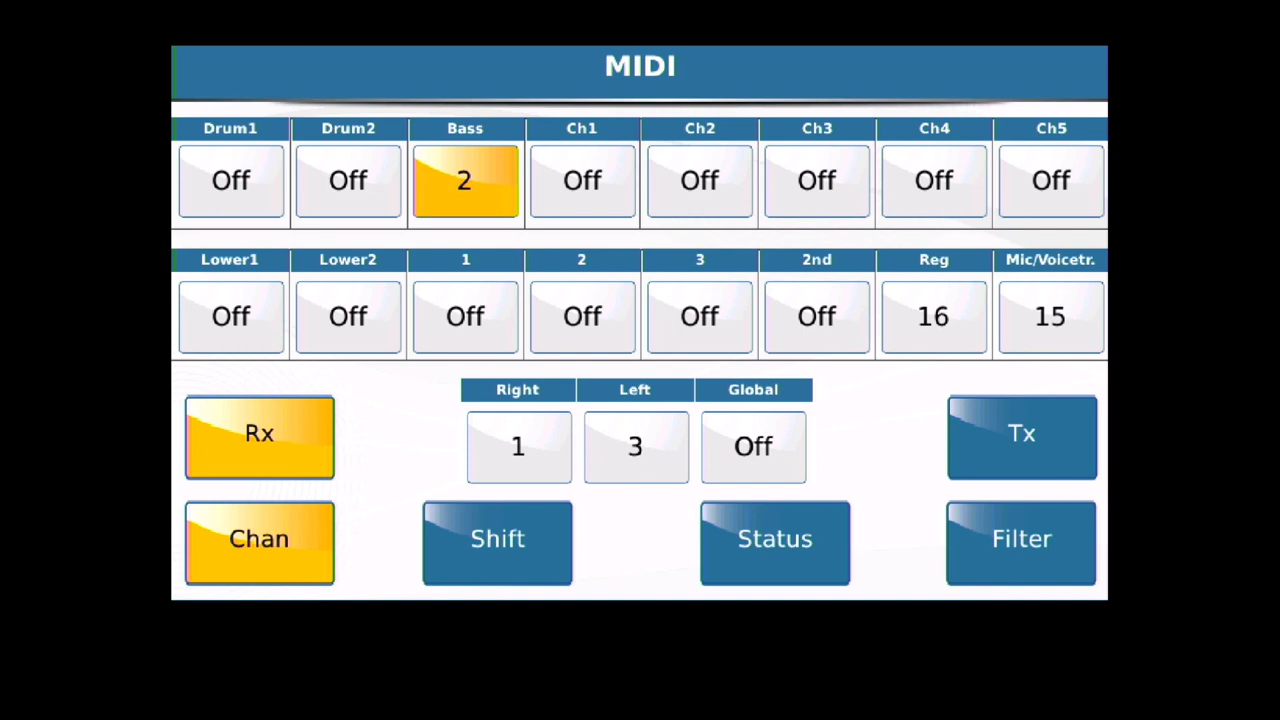 MIDI
Drum1 Drum2 Bass Ch1 Ch2 Ch3 Ch4 Ch5
Off Off 2 Off Off Off Off Off
Lower1 Lower2 1 2 3 2nd Reg Mic/Voicetr.
Off Off Off Off Off Off 16 15
Right Left Global
Rx 1 3 Off Tx
Chan Shift Status Filter